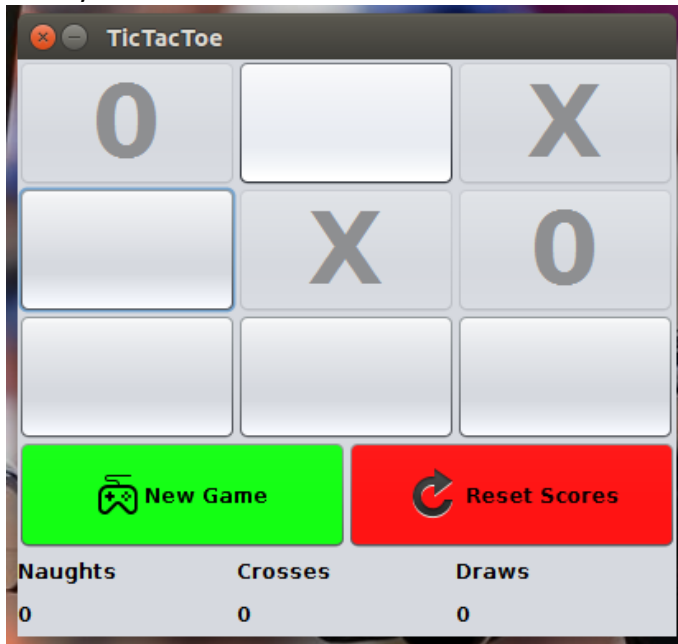 TicTacToe
0 X
X 0
New Game Reset Scores
Naughts Crosses Draws
0 0 0